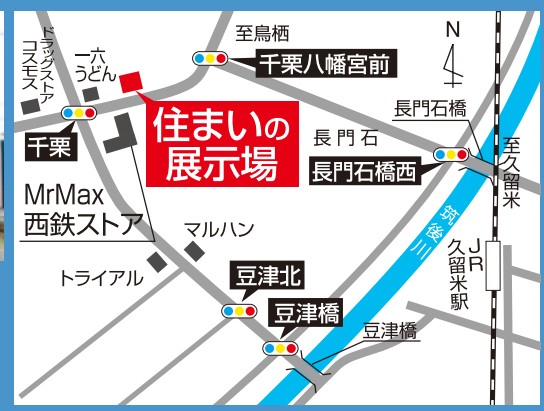 至鳥栖
N
ドラッグストア
コスモス
一六
うどん
千栗八幡宮前
長門石橋
千栗
住まいの
展示場
長門石
長門石橋西
至久留米
MrMax
西鉄ストア
マルハン
筑後川
JR
久留米駅
トライアル
豆津北
豆津橋
豆津橋